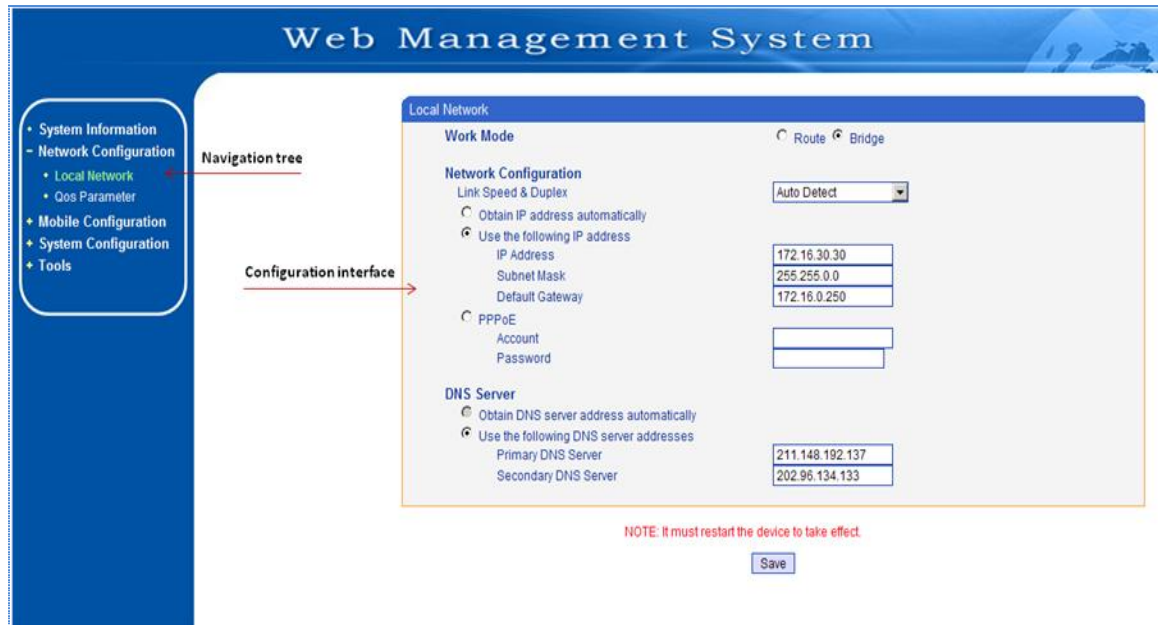 Web Management System
System Information
Network Configuration
Local Network
Qos Parameter
Mobile Configuration
System Configuration
Tools
Navigation tree
Configuration interface
Local Network
Work Mode Route Bridge
Network Configuration
Link Speed & Duplex Auto Detect
Obtain IP address automatically
Use the following IP address
IP Address 172.16.30.30
Subnet Mask 255.255.0.0
Default Gateway 172.16.0.250
PPPoE
Account
Password
DNS Server
Obtain DNS server address automatically
Use the following DNS server addresses
Primary DNS Server 211.148.192.137
Secondary DNS Server 202.96.134.133
NOTE: It must restart the device to take effect.
Save